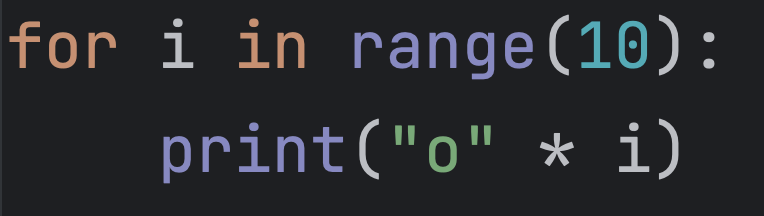 for i in range(10):
    print("o" * i)